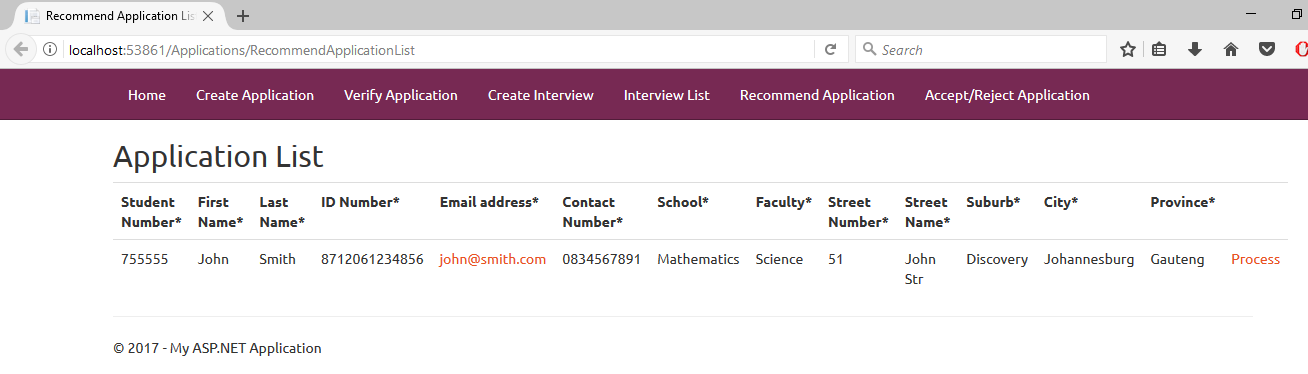 Recommend Application Lis
localhost:53861/Applications/RecommendApplicationList
Search
Home Create Application Verify Application Create Interview Interview List Recommend Application Accept/Reject Application
Application List
Student Number* First Name* Last Name* ID Number* Email address* Contact Number* School* Faculty* Street Number* Street Name* Suburb* City* Province*
755555 John Smith 8712061234856 john@smith.com 0834567891 Mathematics Science 51 John Str Discovery Johannesburg Gauteng Process
© 2017 - My ASP.NET Application